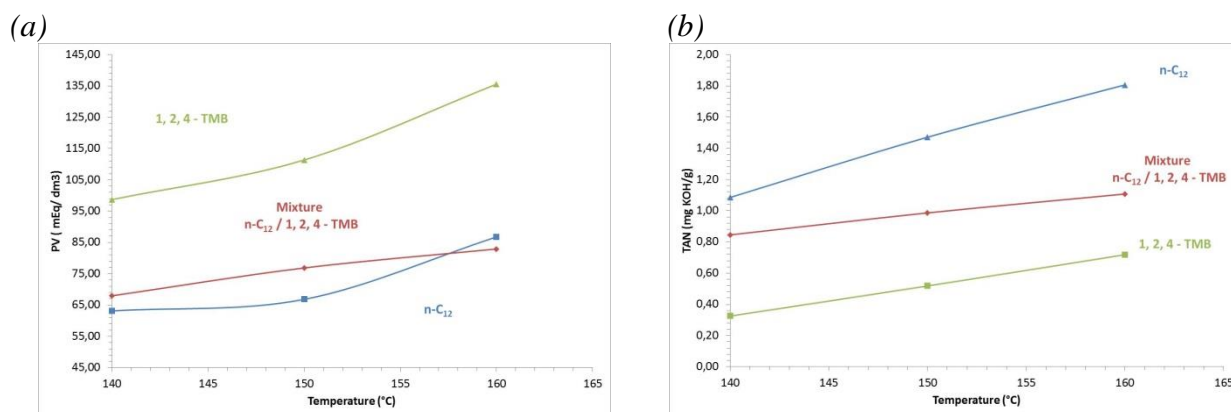 (a)
145,00
135,00
125,00
115,00
105,00
95,00
85,00
75,00
65,00
55,00
45,00
PV ( mEq/ dm3)
1, 2, 4 - TMB
Mixture
n-C₁₂ / 1, 2, 4 - TMB
n-C₁₂
140
145
150
155
160
165
Temperature (°C)
(b)
2,00
1,80
1,60
1,40
1,20
1,00
0,80
0,60
0,40
0,20
0,00
TAN (mg KOH/g)
n-C₁₂
Mixture
n-C₁₂ / 1, 2, 4 - TMB
1, 2, 4 - TMB
140
145
150
155
160
165
Temperature (°C)